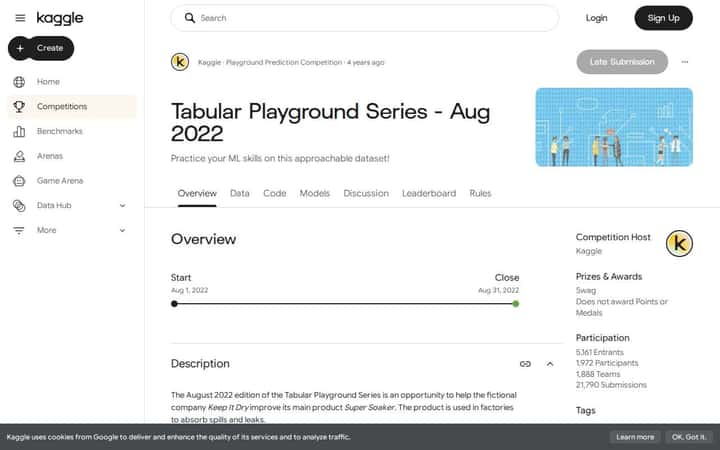 kaggle
Search
Login
Sign Up
Create
Home
Competitions
Benchmarks
Arenas
Game Arena
Data Hub
More
Kaggle · Playground Prediction Competition · 4 years ago
Late Submission
Tabular Playground Series - Aug
2022
Practice your ML skills on this approachable dataset!
Overview Data Code Models Discussion Leaderboard Rules
Overview
Start
Aug 1, 2022
Close
Aug 31, 2022
Description
The August 2022 edition of the Tabular Playground Series is an opportunity to help the fictional
company Keep It Dry improve its main product Super Soaker. The product is used in factories
to absorb spills and leaks.
Competition Host
Kaggle
Prizes & Awards
Swag
Does not award Points or
Medals
Participation
5,161 Entrants
1,972 Participants
1,888 Teams
21,790 Submissions
Tags
Kaggle uses cookies from Google to deliver and enhance the quality of its services and to analyze traffic.
Learn more
OK, Got it.